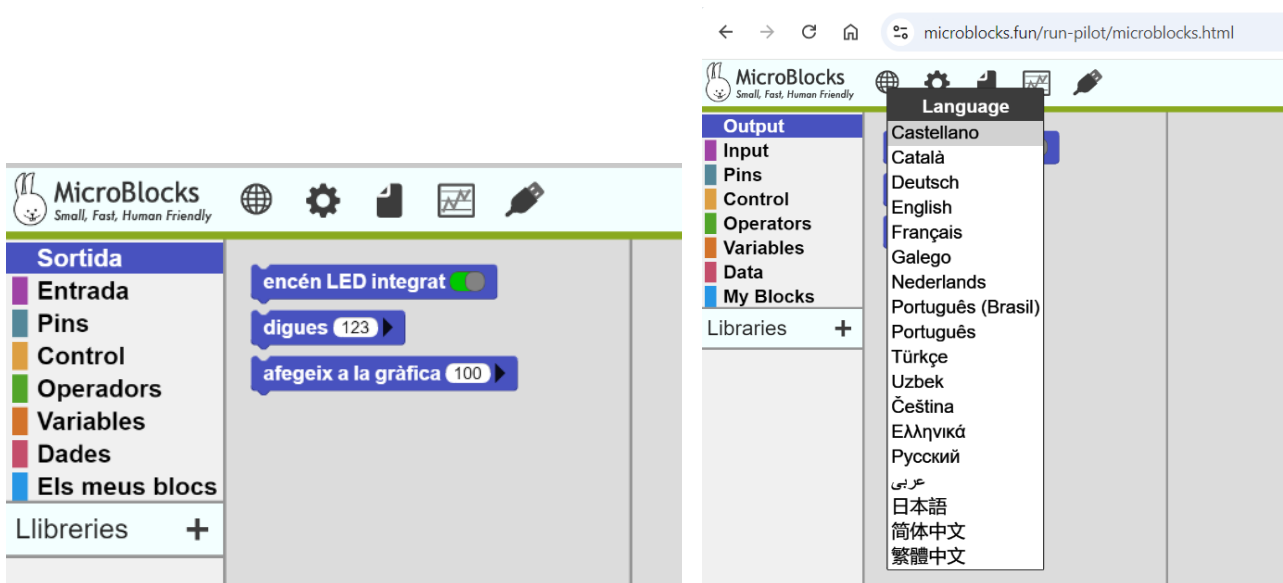 MicroBlocks
Small, Fast, Human Friendly
Sortida
Entrada
Pins
Control
Operadors
Variables
Dades
Els meus blocs
Llibreries +
encén LED integrat
digues 123
afegeix a la gràfica 100
microblocks.fun/run-pilot/microblocks.html
MicroBlocks
Small, Fast, Human Friendly
Output
Input
Pins
Control
Operators
Variables
Data
My Blocks
Libraries +
Language
Castellano
Català
Deutsch
English
Français
Galego
Nederlands
Português (Brasil)
Português
Türkçe
Uzbek
Čeština
Ελληνικά
Русский
عربى
日本語
简体中文
繁體中文